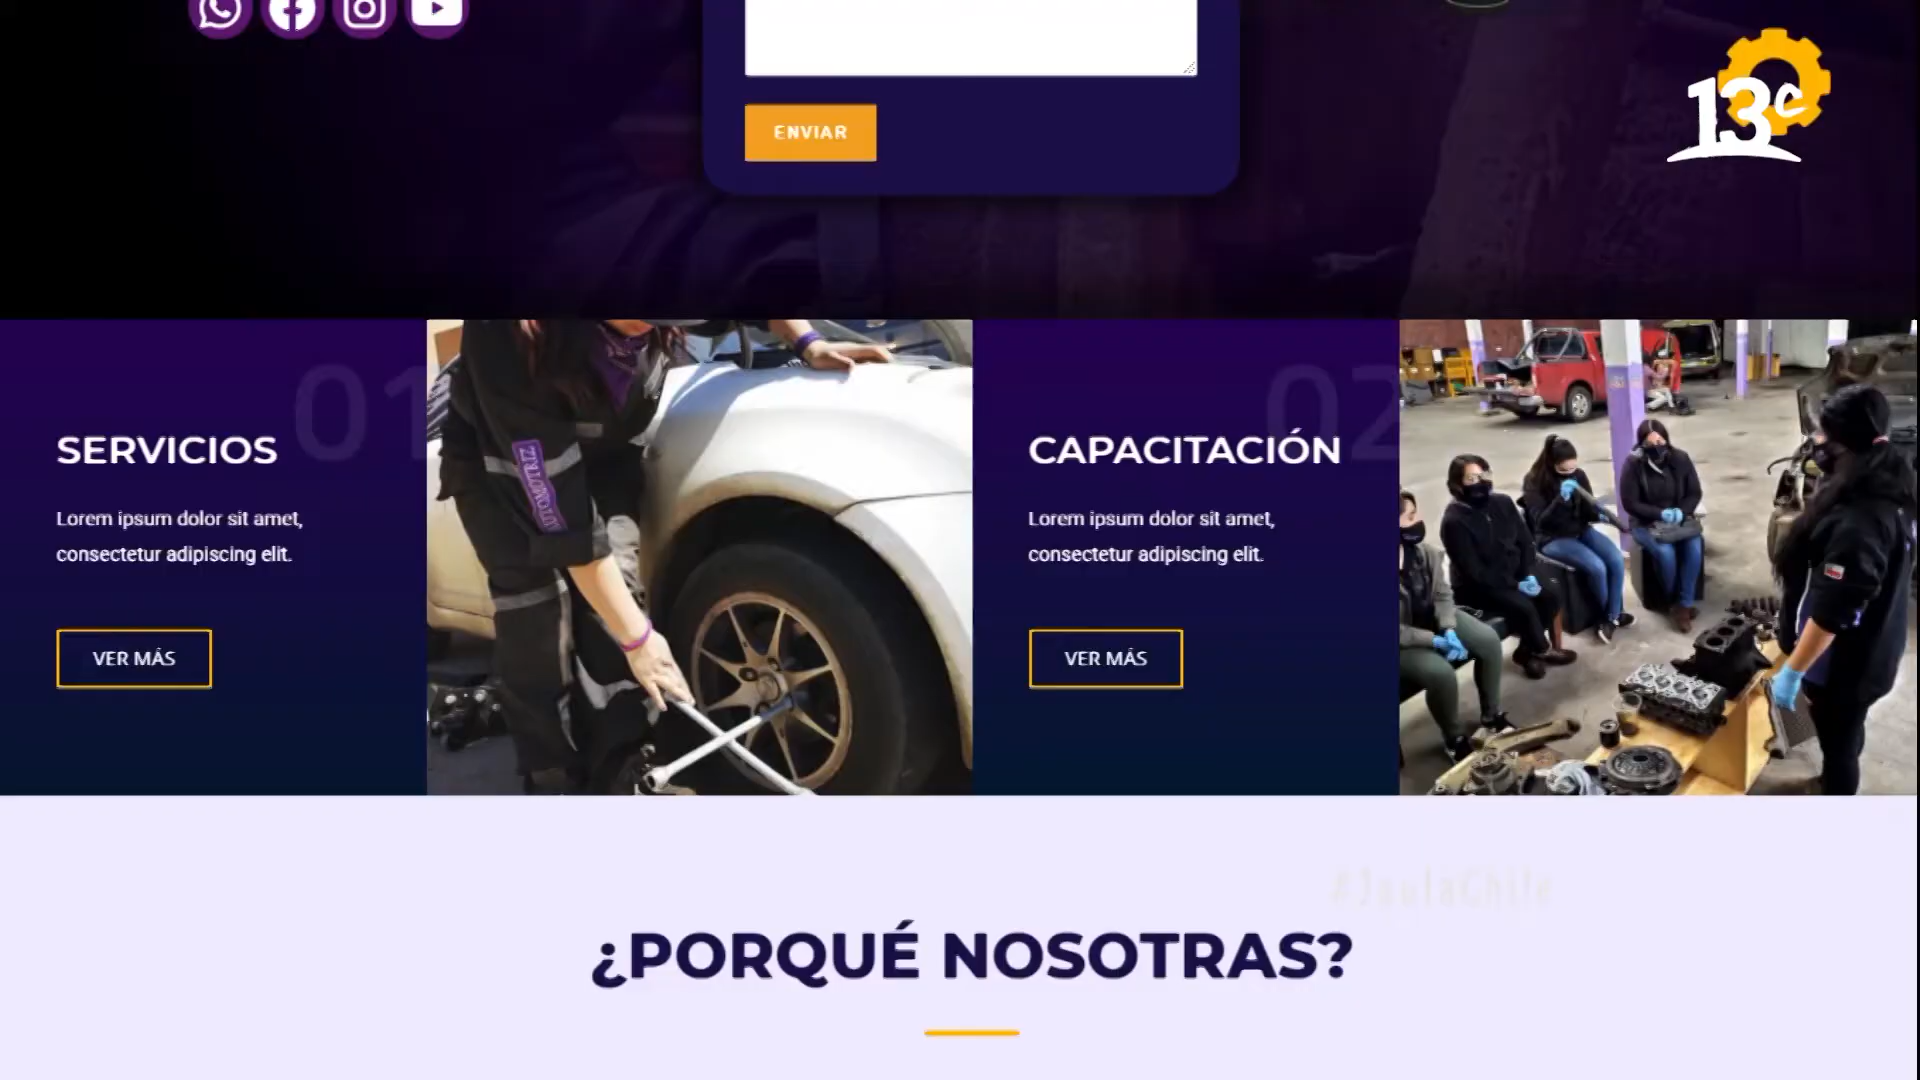 13c
ENVIAR
01
SERVICIOS
Lorem ipsum dolor sit amet,
consectetur adipiscing elit.
VER MÁS
AUTOMOTRIZ
02
CAPACITACIÓN
Lorem ipsum dolor sit amet,
consectetur adipiscing elit.
VER MÁS
¿PORQUÉ NOSOTRAS?